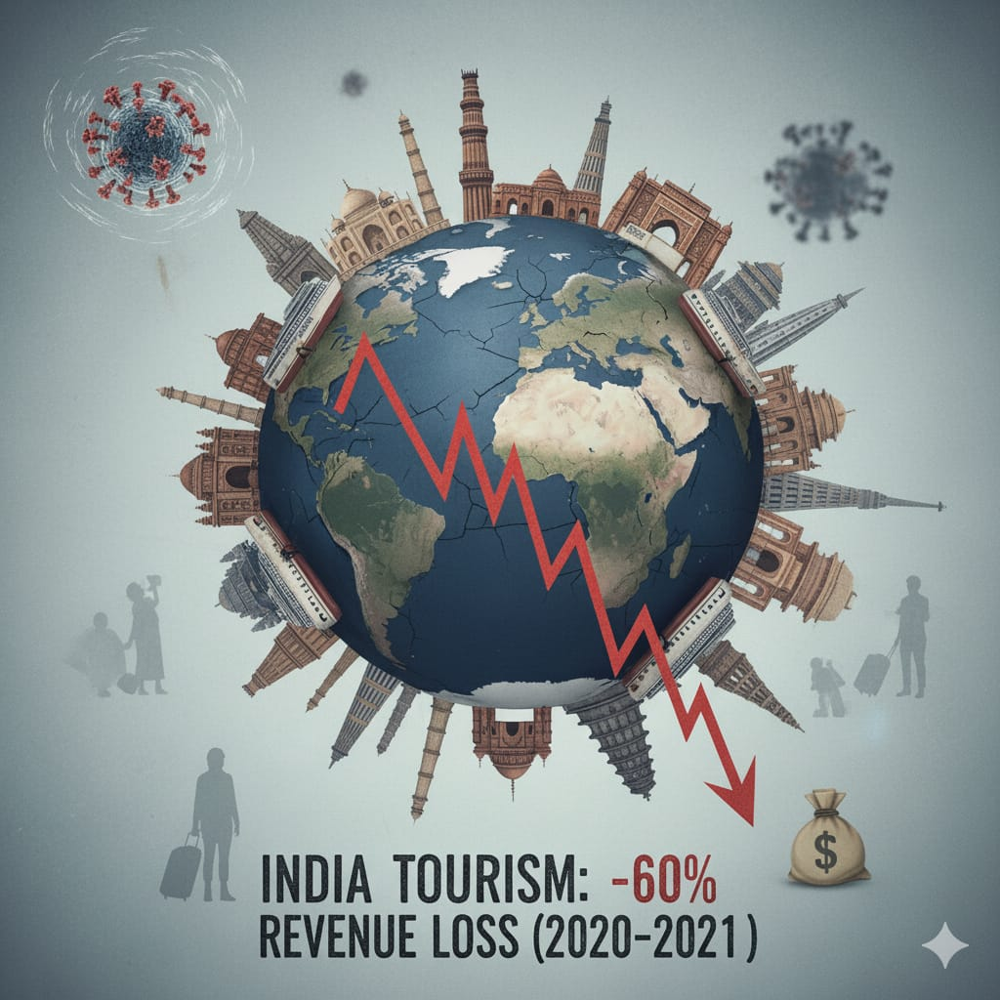 INDIA TOURISM: -60%
REVENUE LOSS (2020-2021)
$